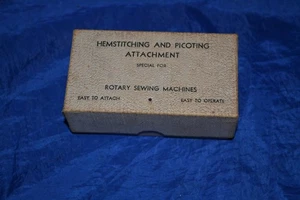 HEMSTITCHING AND PICOTING
ATTACHMENT
SPECIAL FOR
ROTARY SEWING MACHINES
EASY TO ATTACH EASY TO OPERATE